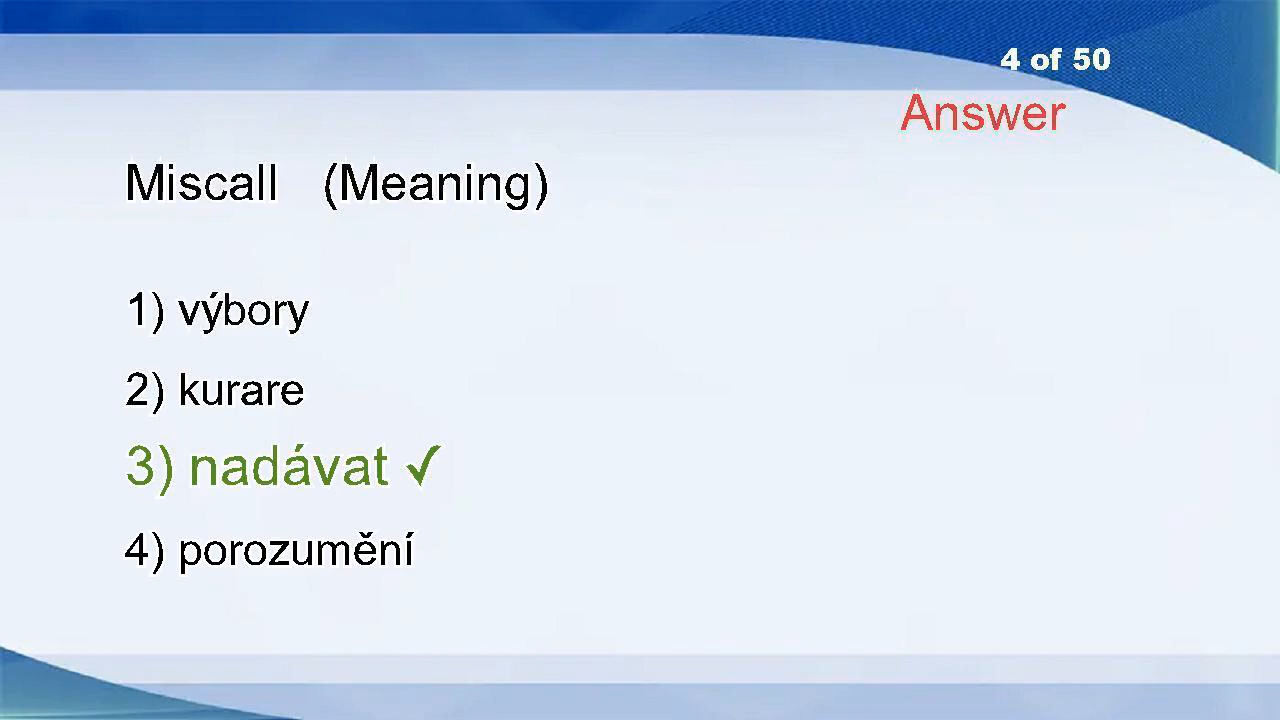 4 of 50
Answer
Miscall (Meaning)
1) výbory
2) kurare
3) nadávat ✓
4) porozumění